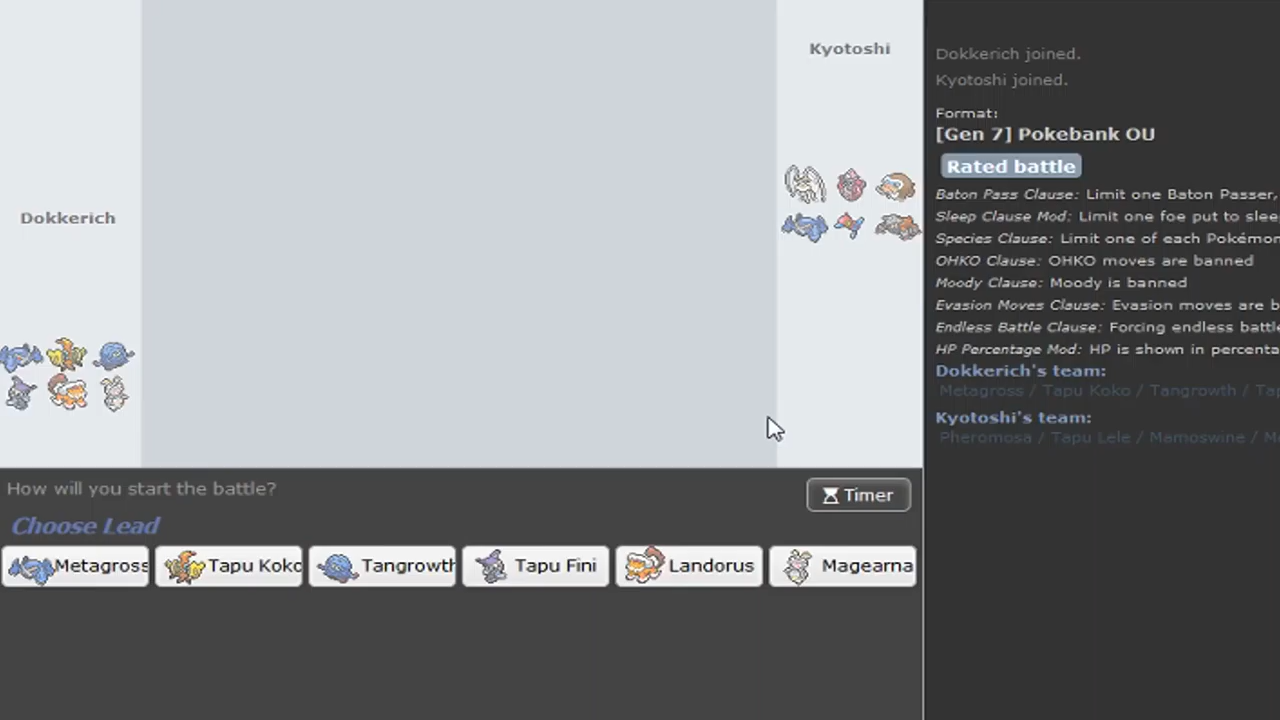 Kyotoshi
Dokkerich
Dokkerich joined.
Kyotoshi joined.
Format:
[Gen 7] Pokebank OU
Rated battle
Baton Pass Clause: Limit one Baton Passer,
Sleep Clause Mod: Limit one foe put to slee
Species Clause: Limit one of each Pokémon
OHKO Clause: OHKO moves are banned
Moody Clause: Moody is banned
Evasion Moves Clause: Evasion moves are b
Endless Battle Clause: Forcing endless battle
HP Percentage Mod: HP is shown in percenta
Dokkerich's team:
Metagross / Tapu Koko / Tangrowth / Tap
Kyotoshi's team:
Pheromosa / Tapu Lele / Mamoswine / M
How will you start the battle?
Timer
Choose Lead
Metagross Tapu Koko Tangrowth Tapu Fini Landorus Magearna